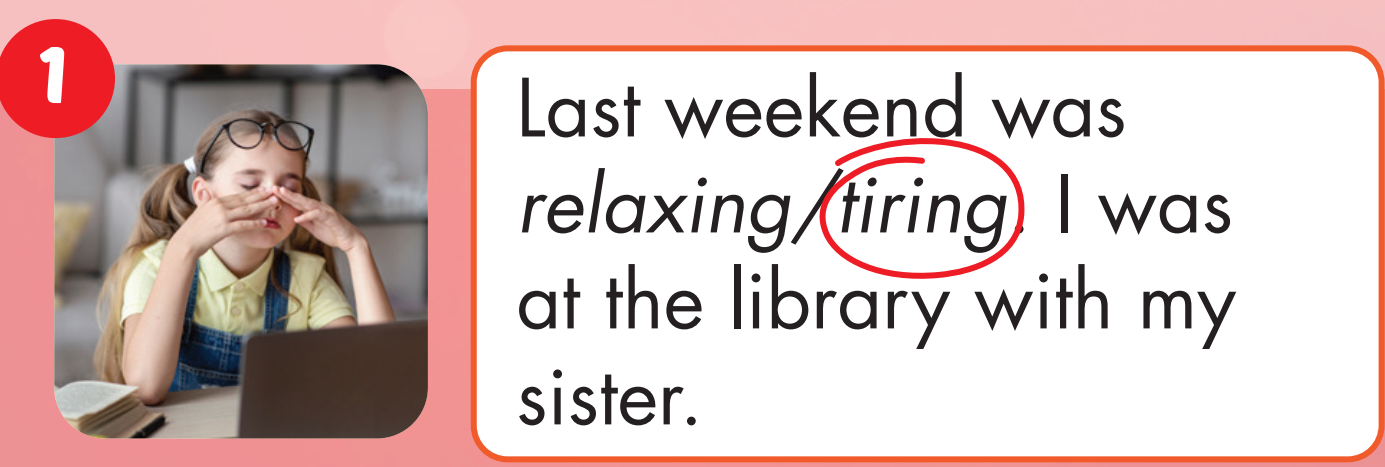 1
Last weekend was
relaxing/tiring. I was
at the library with my
sister.